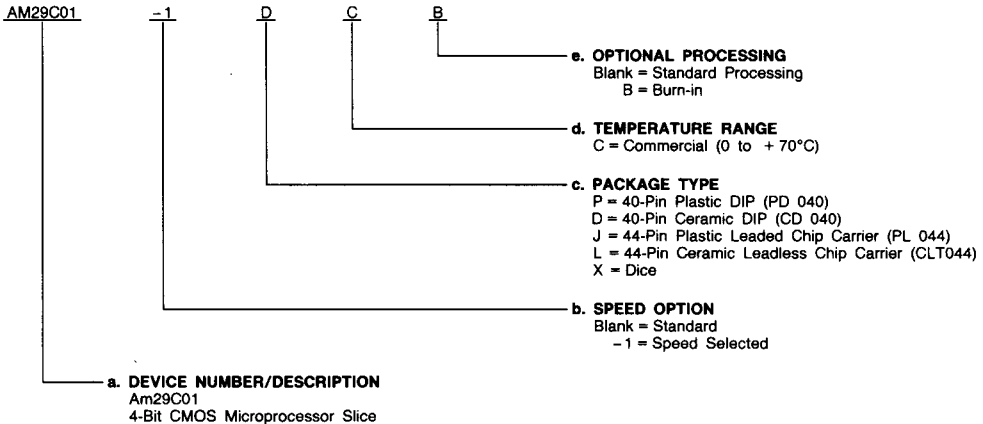 AM29C01 -1 D C B
e. OPTIONAL PROCESSING
Blank = Standard Processing
B = Burn-in
d. TEMPERATURE RANGE
C = Commercial (0 to +70°C)
c. PACKAGE TYPE
P = 40-Pin Plastic DIP (PD 040)
D = 40-Pin Ceramic DIP (CD 040)
J = 44-Pin Plastic Leaded Chip Carrier (PL 044)
L = 44-Pin Ceramic Leadless Chip Carrier (CLT044)
X = Dice
b. SPEED OPTION
Blank = Standard
-1 = Speed Selected
a. DEVICE NUMBER/DESCRIPTION
Am29C01
4-Bit CMOS Microprocessor Slice